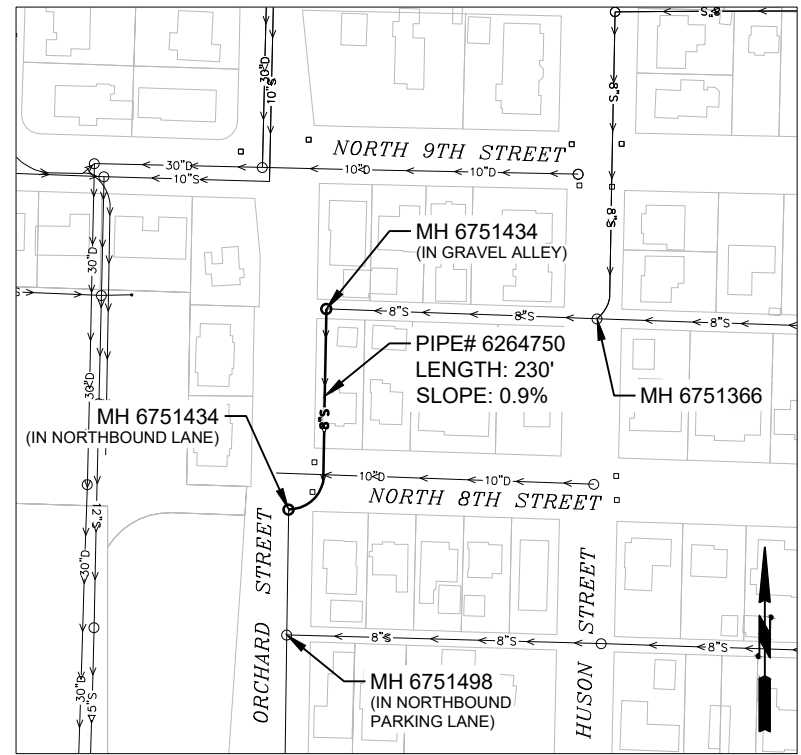 8"S
30"D
10"S
8"S
NORTH 9TH STREET
30"D
10"D
10"D
10"S
8"S
MH 6751434
(IN GRAVEL ALLEY)
30"D
S
8"S
8"S
8"S
PIPE# 6264750
LENGTH: 230'
SLOPE: 0.9%
MH 6751366
30"D
8"S
MH 6751434
(IN NORTHBOUND LANE)
10"D
10"D
NORTH 8TH STREET
12"S
30"D
ORCHARD STREET
HUSON STREET
8"S
8"S
8"S
N
MH 6751498
(IN NORTHBOUND
PARKING LANE)
30"D
15"S